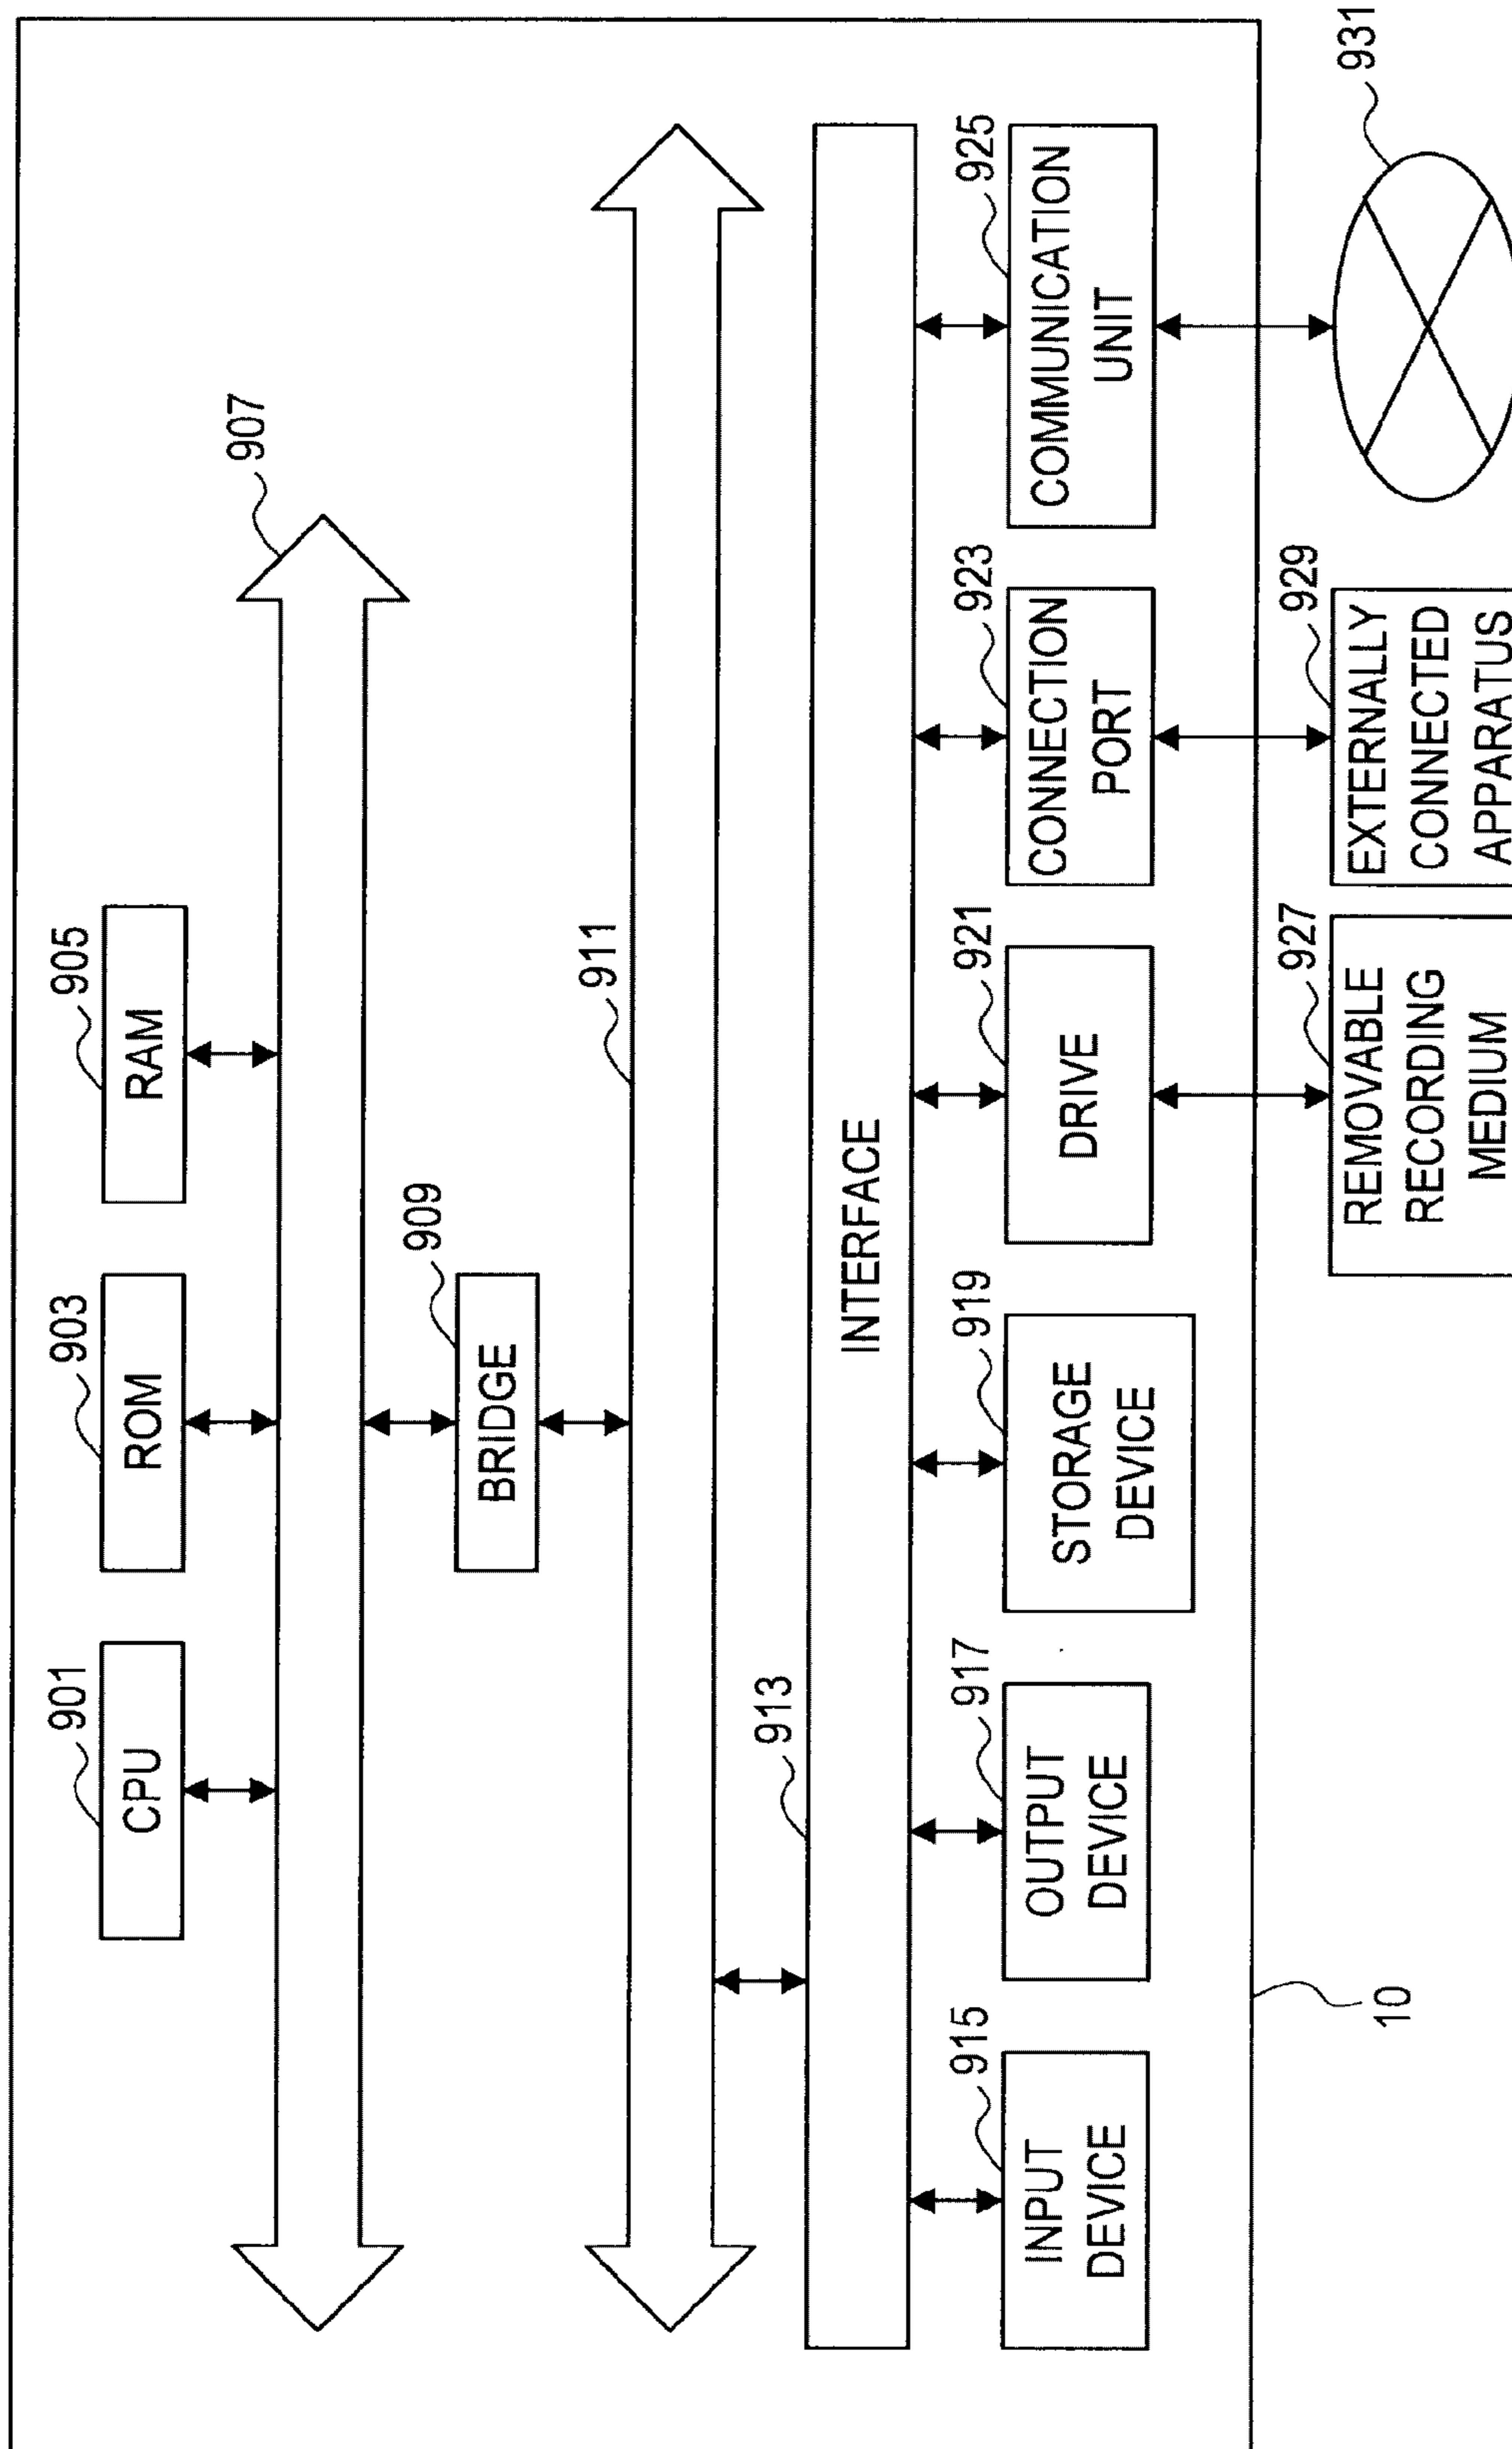 901
CPU
903
ROM
905
RAM
907
909
BRIDGE
911
913
INTERFACE
915
INPUT
DEVICE
917
OUTPUT
DEVICE
919
STORAGE
DEVICE
921
DRIVE
923
CONNECTION
PORT
925
COMMUNICATION
UNIT
10
927
REMOVABLE
RECORDING
MEDIUM
929
EXTERNALLY
CONNECTED
APPARATUS
931